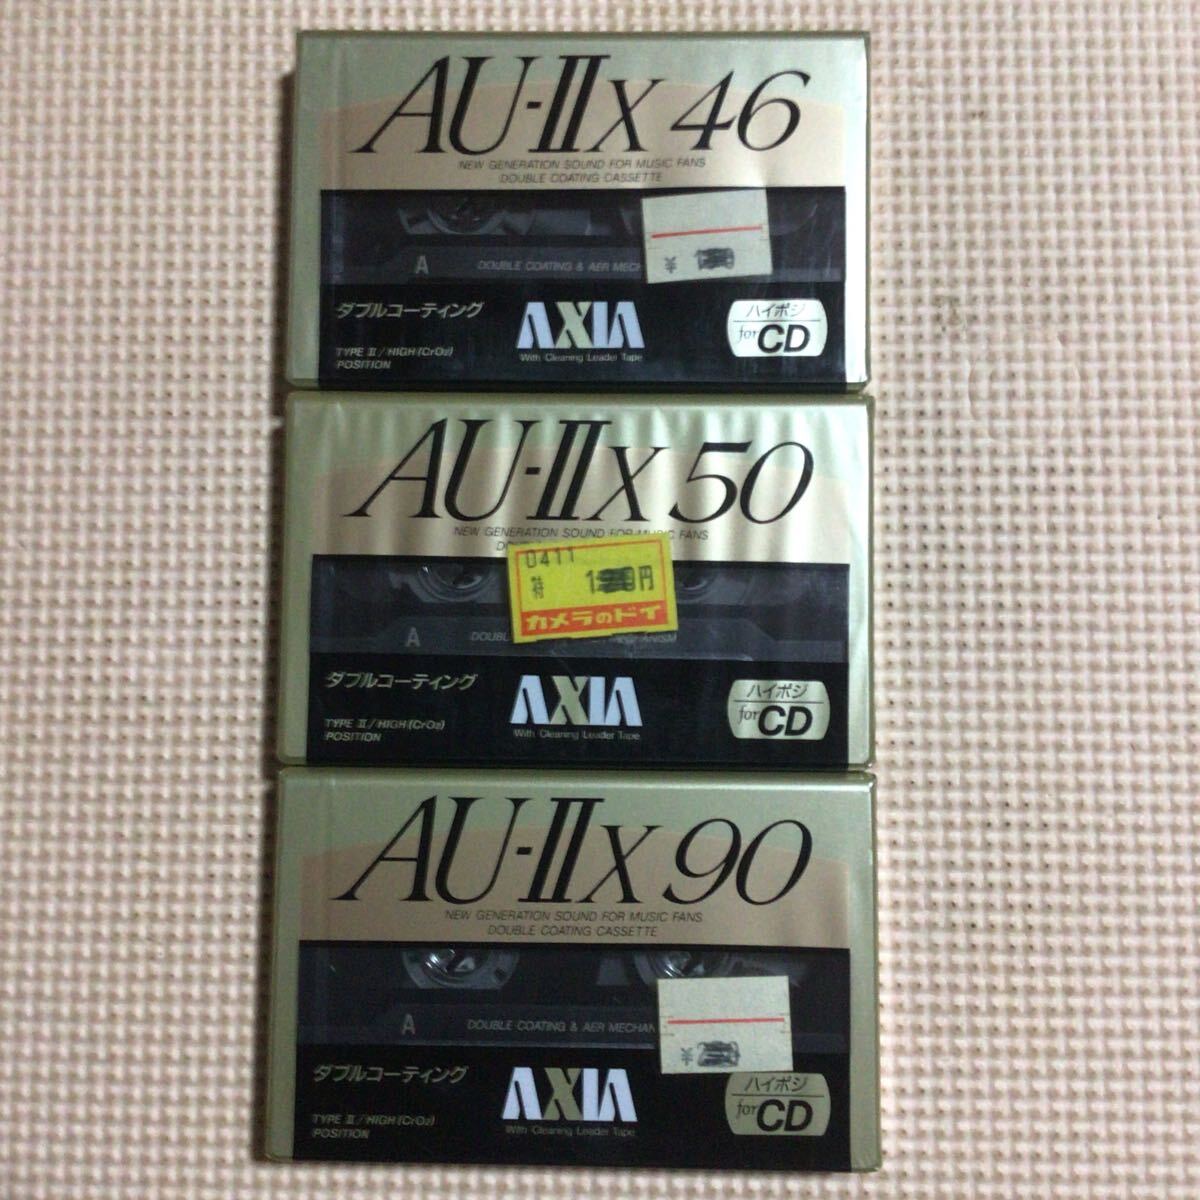 AU-IIX 46
NEW GENERATION SOUND FOR MUSIC FANS
DOUBLE COATING CASSETTE
A
DOUBLE COATING & AER MECH
¥
ダブルコーティング
AXIA
ハイポジ
for CD
TYPE II/HIGH(CrO2)
POSITION
With Cleaning Leader Tape
AU-IIX 50
NEW GENERATION SOUND FOR MUSIC FANS
0411
特 円
カメラのドイ
A
DOUBL
ダブルコーティング
AXIA
ハイポジ
for CD
TYPE II/HIGH(CrO2)
POSITION
With Cleaning Leader Tape
AU-IIX 90
NEW GENERATION SOUND FOR MUSIC FANS
DOUBLE COATING CASSETTE
A
DOUBLE COATING & AER MECHAN
¥
ダブルコーティング
AXIA
ハイポジ
for CD
TYPE II/HIGH(CrO2)
POSITION
With Cleaning Leader Tape